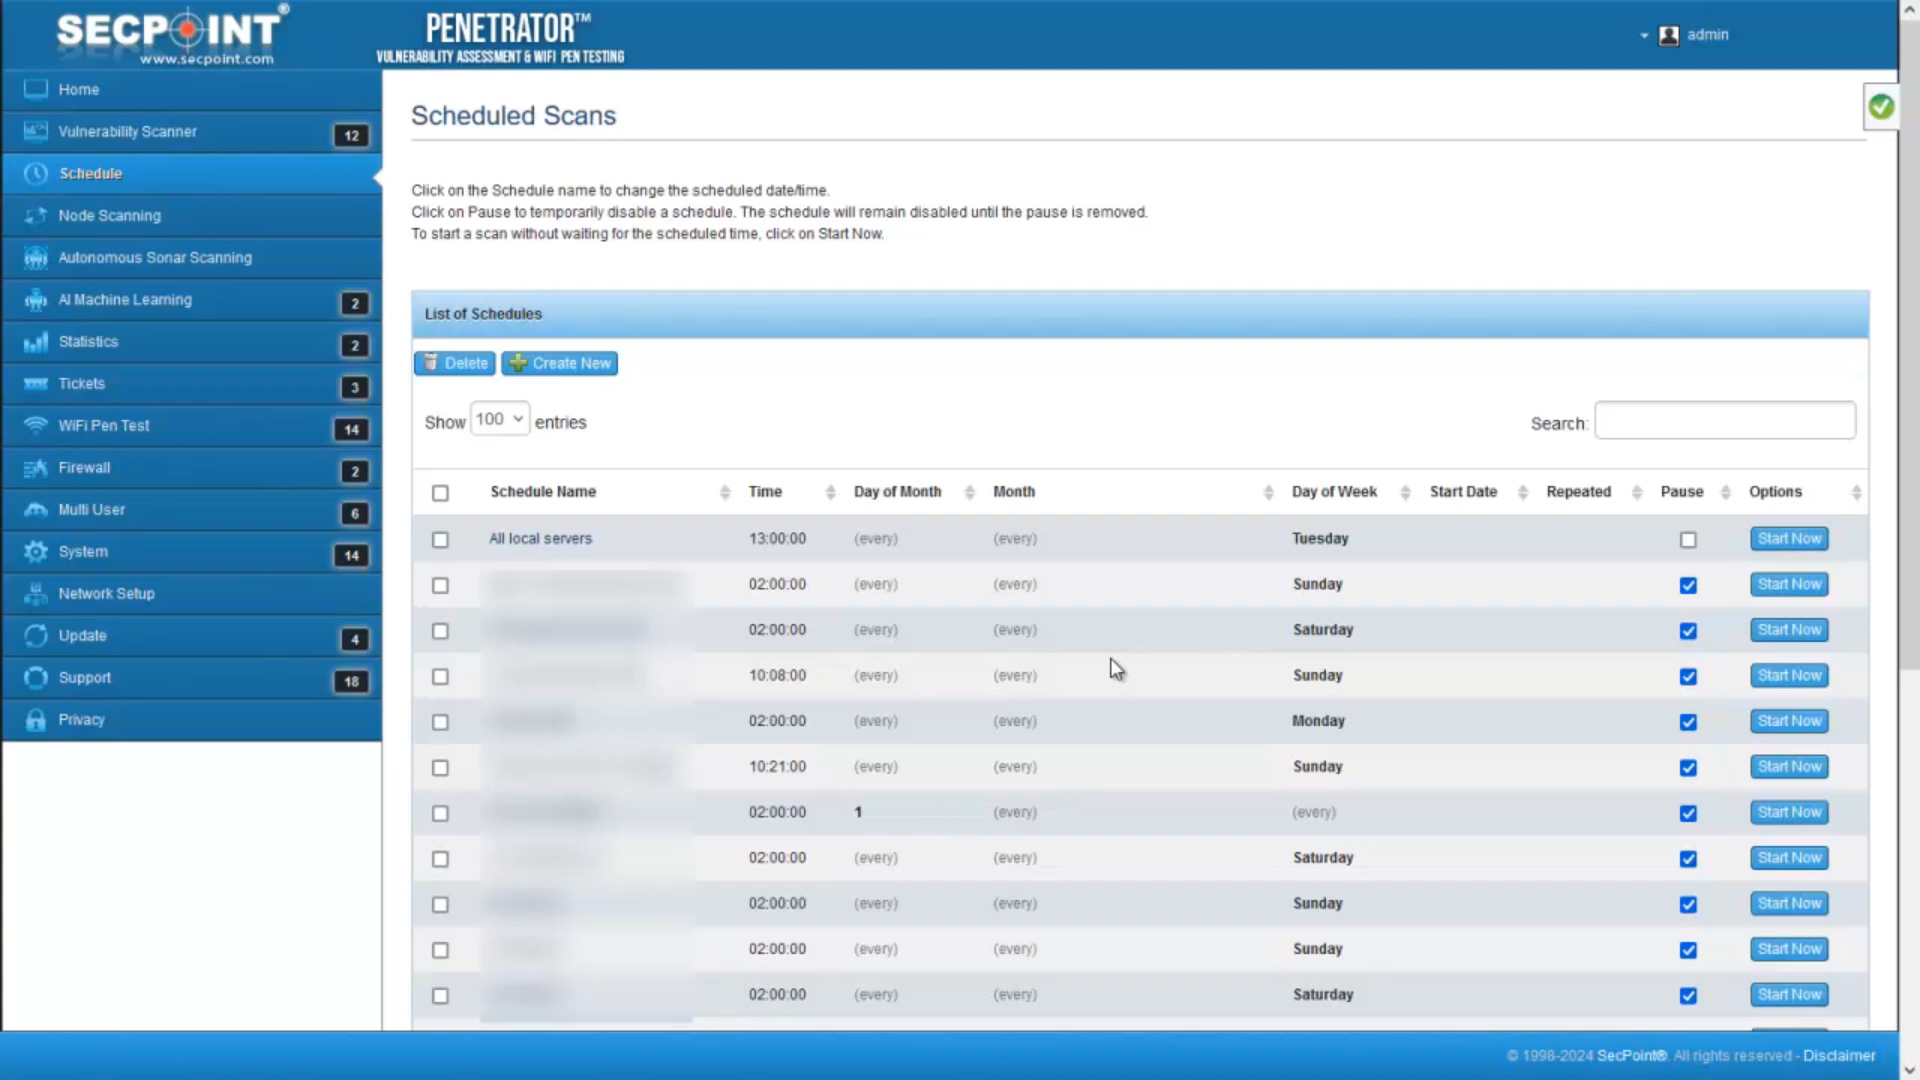 SECPOINT®
www.secpoint.com
PENETRATOR™
VULNERABILITY ASSESSMENT & WIFI PEN TESTING
admin
Home
Vulnerability Scanner 12
Schedule
Node Scanning
Autonomous Sonar Scanning
AI Machine Learning 2
Statistics 2
Tickets 3
WiFi Pen Test 14
Firewall 2
Multi User 6
System 14
Network Setup
Update 4
Support 18
Privacy
Scheduled Scans
Click on the Schedule name to change the scheduled date/time.
Click on Pause to temporarily disable a schedule. The schedule will remain disabled until the pause is removed.
To start a scan without waiting for the scheduled time, click on Start Now.
List of Schedules
Delete Create New
Show 100 entries Search:
Schedule Name Time Day of Month Month Day of Week Start Date Repeated Pause Options
All local servers 13:00:00 (every) (every) Tuesday Start Now
02:00:00 (every) (every) Sunday Start Now
02:00:00 (every) (every) Saturday Start Now
10:08:00 (every) (every) Sunday Start Now
02:00:00 (every) (every) Monday Start Now
10:21:00 (every) (every) Sunday Start Now
02:00:00 1 (every) (every) Start Now
02:00:00 (every) (every) Saturday Start Now
02:00:00 (every) (every) Sunday Start Now
02:00:00 (every) (every) Sunday Start Now
02:00:00 (every) (every) Saturday Start Now
© 1998-2024 SecPoint®. All rights reserved - Disclaimer